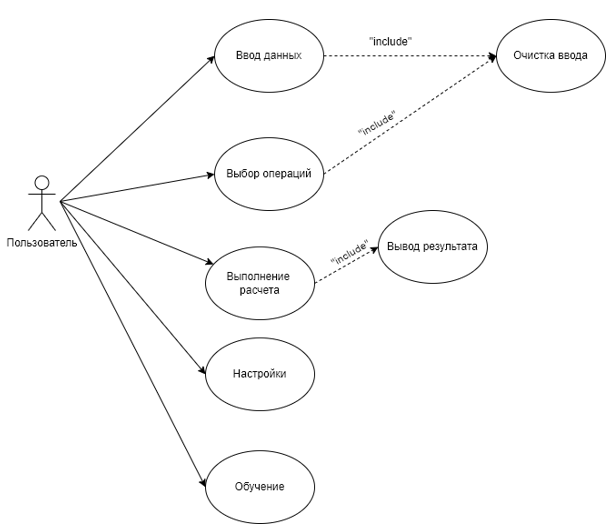 Ввод данных
"include"
Очистка ввода
Выбор операций
"include"
Пользователь
Выполнение
расчета
"include"
Вывод результата
Настройки
Обучение